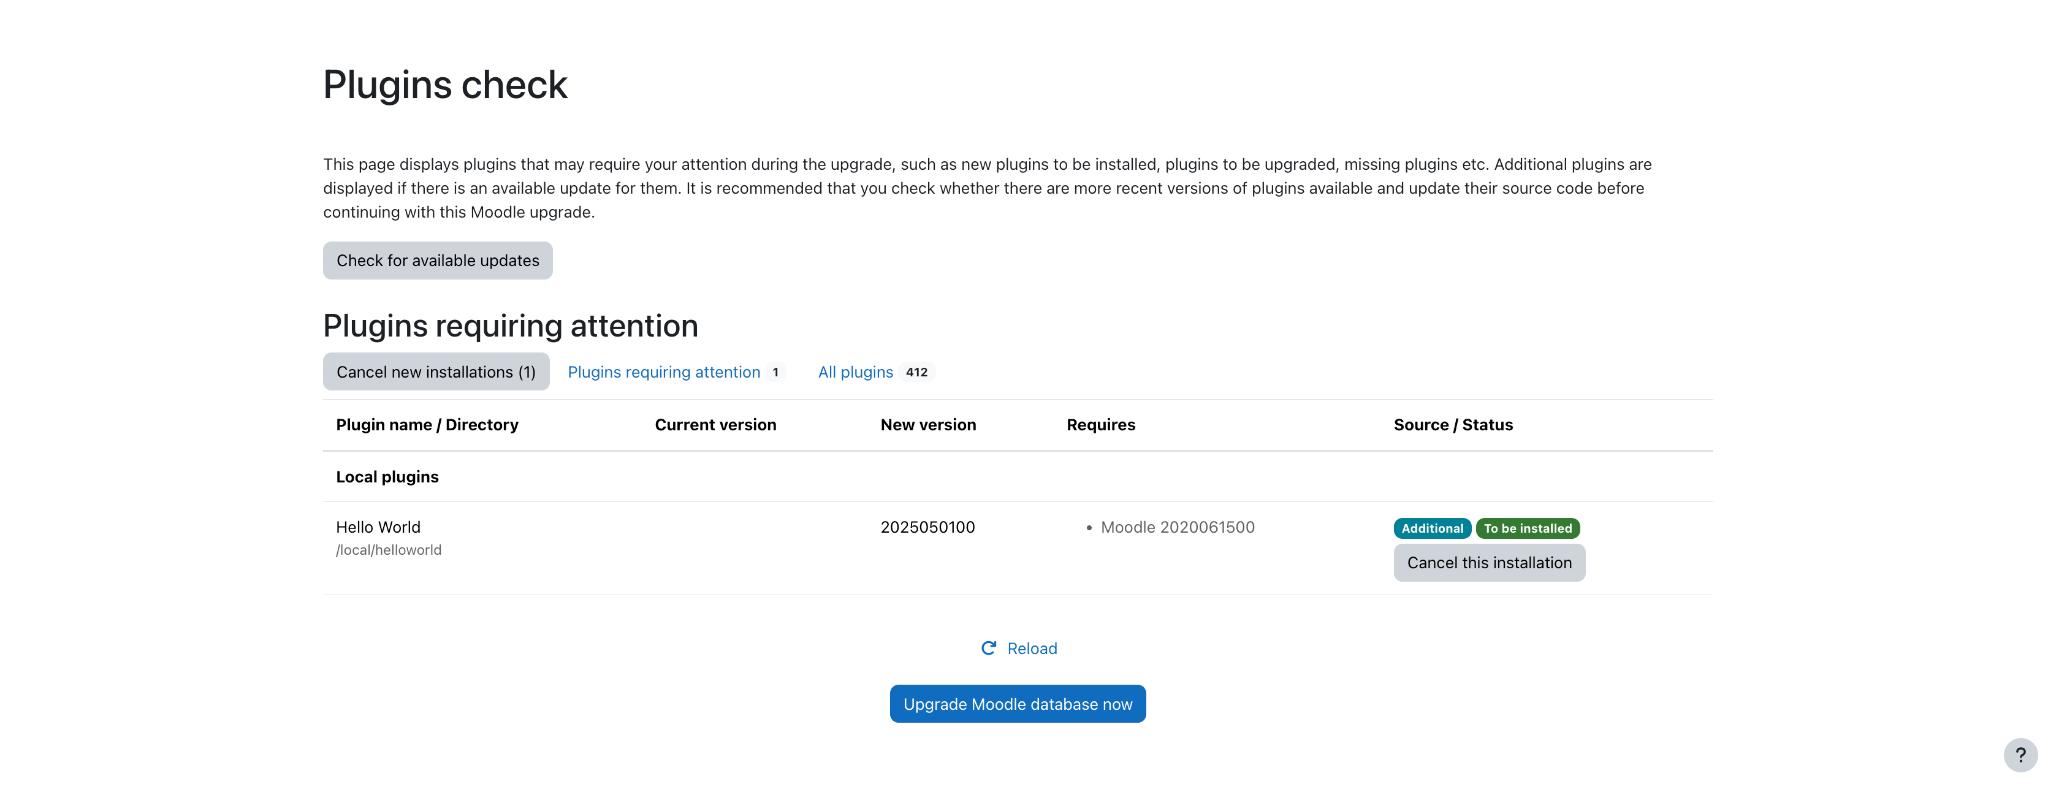 Plugins check
This page displays plugins that may require your attention during the upgrade, such as new plugins to be installed, plugins to be upgraded, missing plugins etc. Additional plugins are
displayed if there is an available update for them. It is recommended that you check whether there are more recent versions of plugins available and update their source code before
continuing with this Moodle upgrade.
Check for available updates
Plugins requiring attention
Cancel new installations (1) Plugins requiring attention 1 All plugins 412
Plugin name / Directory Current version New version Requires Source / Status
Local plugins
Hello World 2025050100 • Moodle 2020061500 Additional To be installed
/local/helloworld Cancel this installation
Reload
Upgrade Moodle database now
?